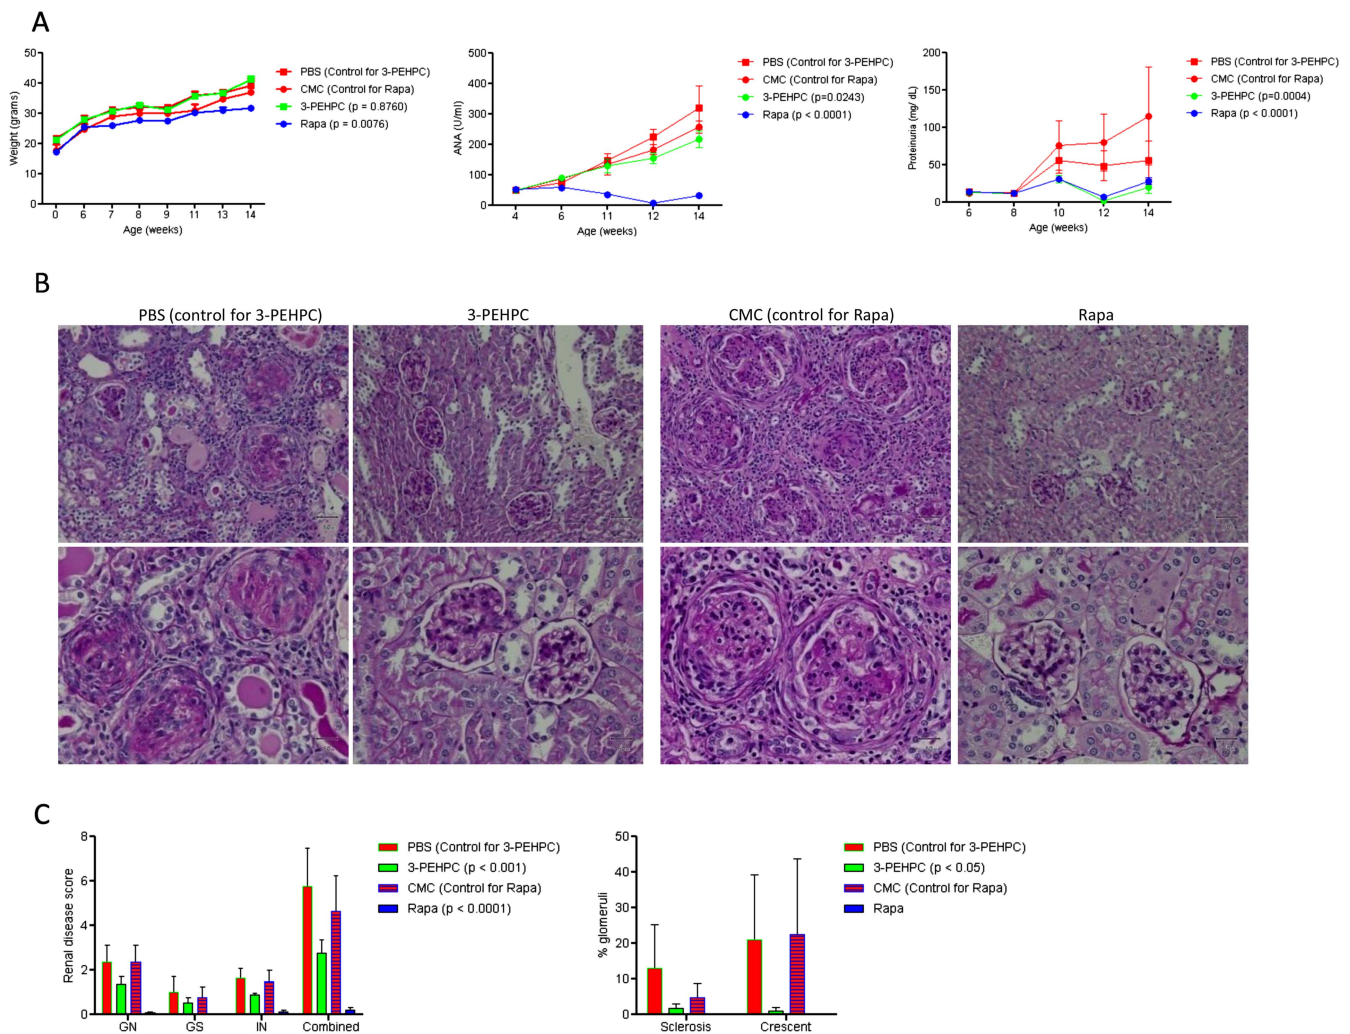 A
50
40
30
20
10
0
Weight (grams)
0 6 7 8 9 11 13 14
Age (weeks)
PBS (Control for 3-PEHPC)
CMC (Control for Rapa)
3-PEHPC (p = 0.8760)
Rapa (p = 0.0076)
500
400
300
200
100
0
ANA (U/ml)
4 6 11 12 14
Age (weeks)
PBS (Control for 3-PEHPC)
CMC (Control for Rapa)
3-PEHPC (p=0.0243)
Rapa (p < 0.0001)
200
150
100
50
0
Proteinuria (mg/ dL)
6 8 10 12 14
Age (weeks)
PBS (Control for 3-PEHPC)
CMC (Control for Rapa)
3-PEHPC (p=0.0004)
Rapa (p < 0.0001)
B
PBS (control for 3-PEHPC)
3-PEHPC
CMC (control for Rapa)
Rapa
C
8
6
4
2
0
Renal disease score
GN GS IN Combined
PBS (Control for 3-PEHPC)
3-PEHPC (p < 0.001)
CMC (Control for Rapa)
Rapa (p < 0.0001)
50
40
30
20
10
0
% glomeruli
Sclerosis Crescent
PBS (Control for 3-PEHPC)
3-PEHPC (p < 0.05)
CMC (Control for Rapa)
Rapa